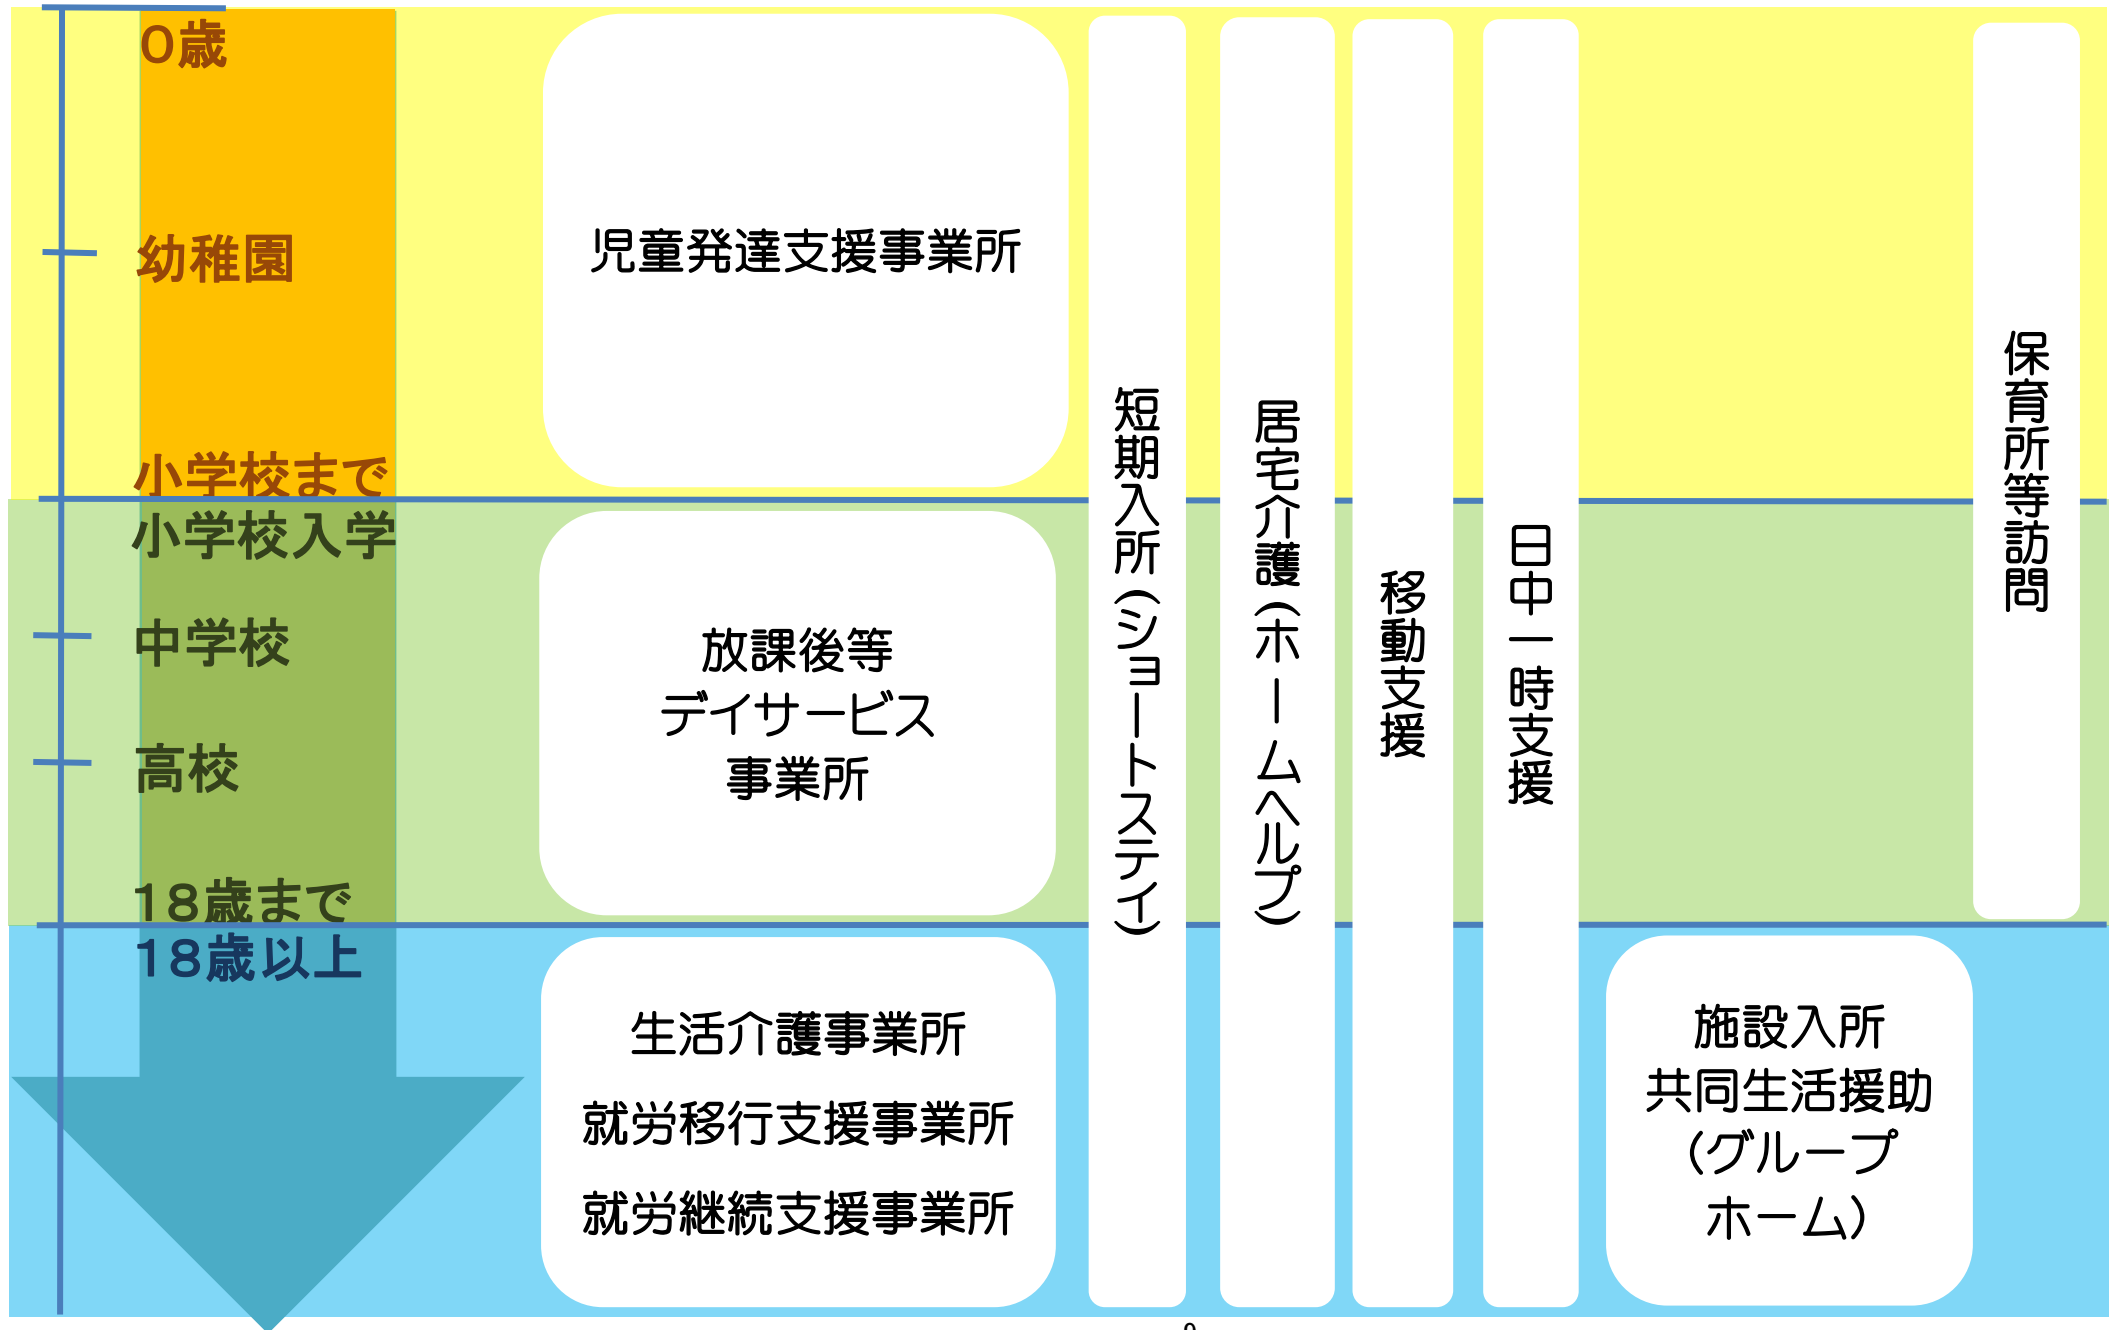 ０歳
幼稚園
小学校まで
小学校入学
中学校
高校
１８歳まで
１８歳以上
児童発達支援事業所
放課後等
デイサービス
事業所
生活介護事業所
就労移行支援事業所
就労継続支援事業所
短期入所（ショートステイ）
居宅介護（ホームヘルプ）
移動支援
日中一時支援
施設入所
共同生活援助
（グループ
ホーム）
保育所等訪問